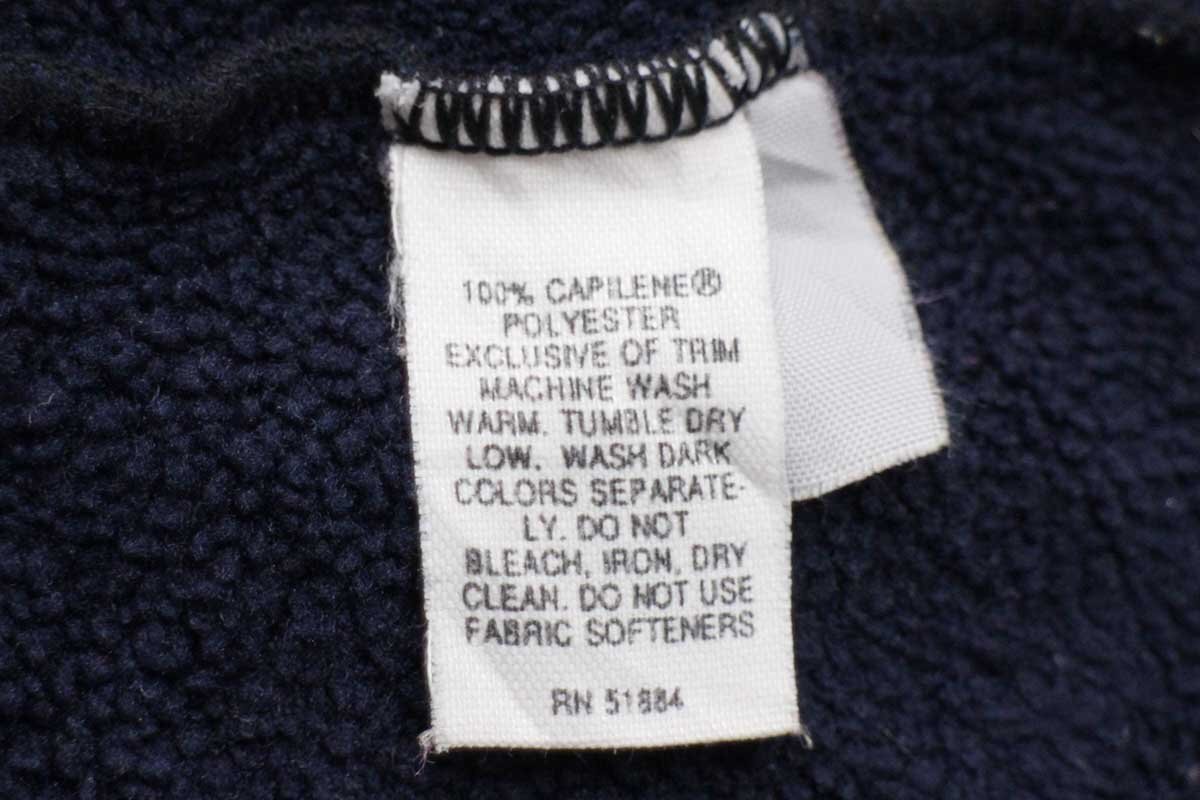 100% CAPILENE®
POLYESTER
EXCLUSIVE OF TRIM
MACHINE WASH
WARM. TUMBLE DRY
LOW. WASH DARK
COLORS SEPARATE-
LY. DO NOT
BLEACH, IRON, DRY
CLEAN. DO NOT USE
FABRIC SOFTENERS
RN 51884